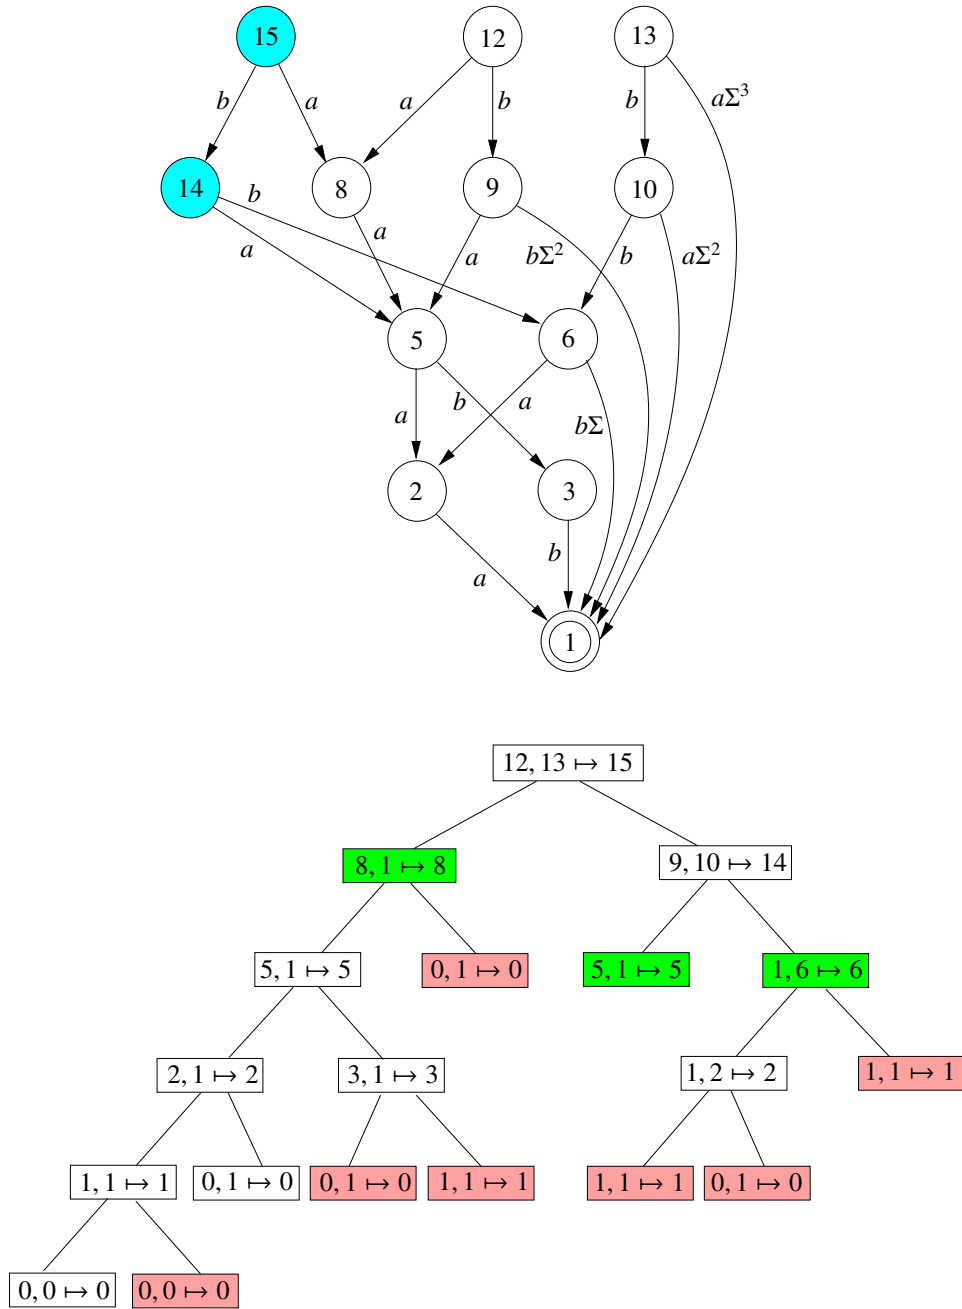 15 12 13
b a a b b aΣ³
14 8 9 10
b a a a bΣ² b aΣ²
5 6
a b a bΣ
2 3
a b
1
12, 13 ↦ 15
8, 1 ↦ 8 9, 10 ↦ 14
5, 1 ↦ 5 0, 1 ↦ 0 5, 1 ↦ 5 1, 6 ↦ 6
2, 1 ↦ 2 3, 1 ↦ 3 1, 2 ↦ 2 1, 1 ↦ 1
1, 1 ↦ 1 0, 1 ↦ 0 0, 1 ↦ 0 1, 1 ↦ 1 1, 1 ↦ 1 0, 1 ↦ 0
0, 0 ↦ 0 0, 0 ↦ 0